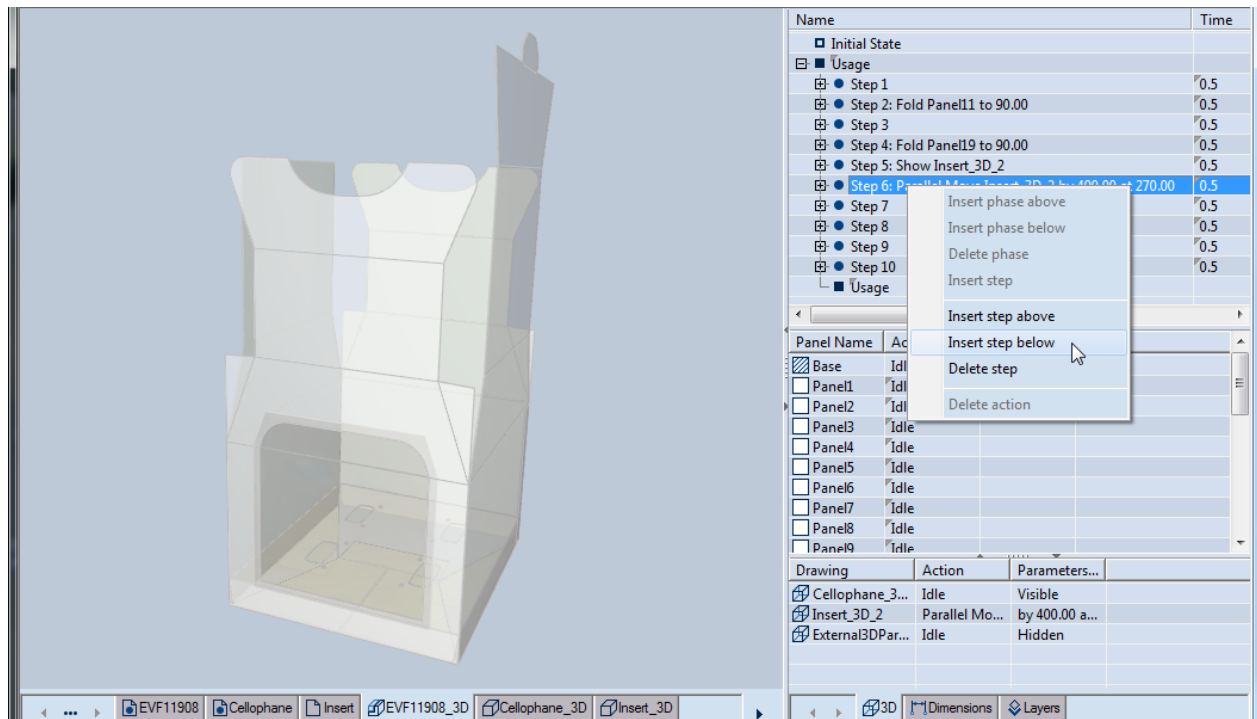 Name Time
Initial State
Usage
Step 1 0.5
Step 2: Fold Panel11 to 90.00 0.5
Step 3 0.5
Step 4: Fold Panel19 to 90.00 0.5
Step 5: Show Insert_3D_2 0.5
Step 6: Parallel Move Insert_3D_2 by 400.00 at 270.00 0.5
Step 7 0.5
Step 8 0.5
Step 9 0.5
Step 10 0.5
Usage
Insert phase above
Insert phase below
Delete phase
Insert step
Insert step above
Insert step below
Delete step
Delete action
Panel Name Ac
Base Idl
Panel1 Idl
Panel2 Idl
Panel3 Idle
Panel4 Idle
Panel5 Idle
Panel6 Idle
Panel7 Idle
Panel8 Idle
Panel9 Idle
Drawing Action Parameters...
Cellophane_3... Idle Visible
Insert_3D_2 Parallel Mo... by 400.00 a...
External3DPar... Idle Hidden
EVF11908 Cellophane Insert EVF11908_3D Cellophane_3D Insert_3D
3D Dimensions Layers